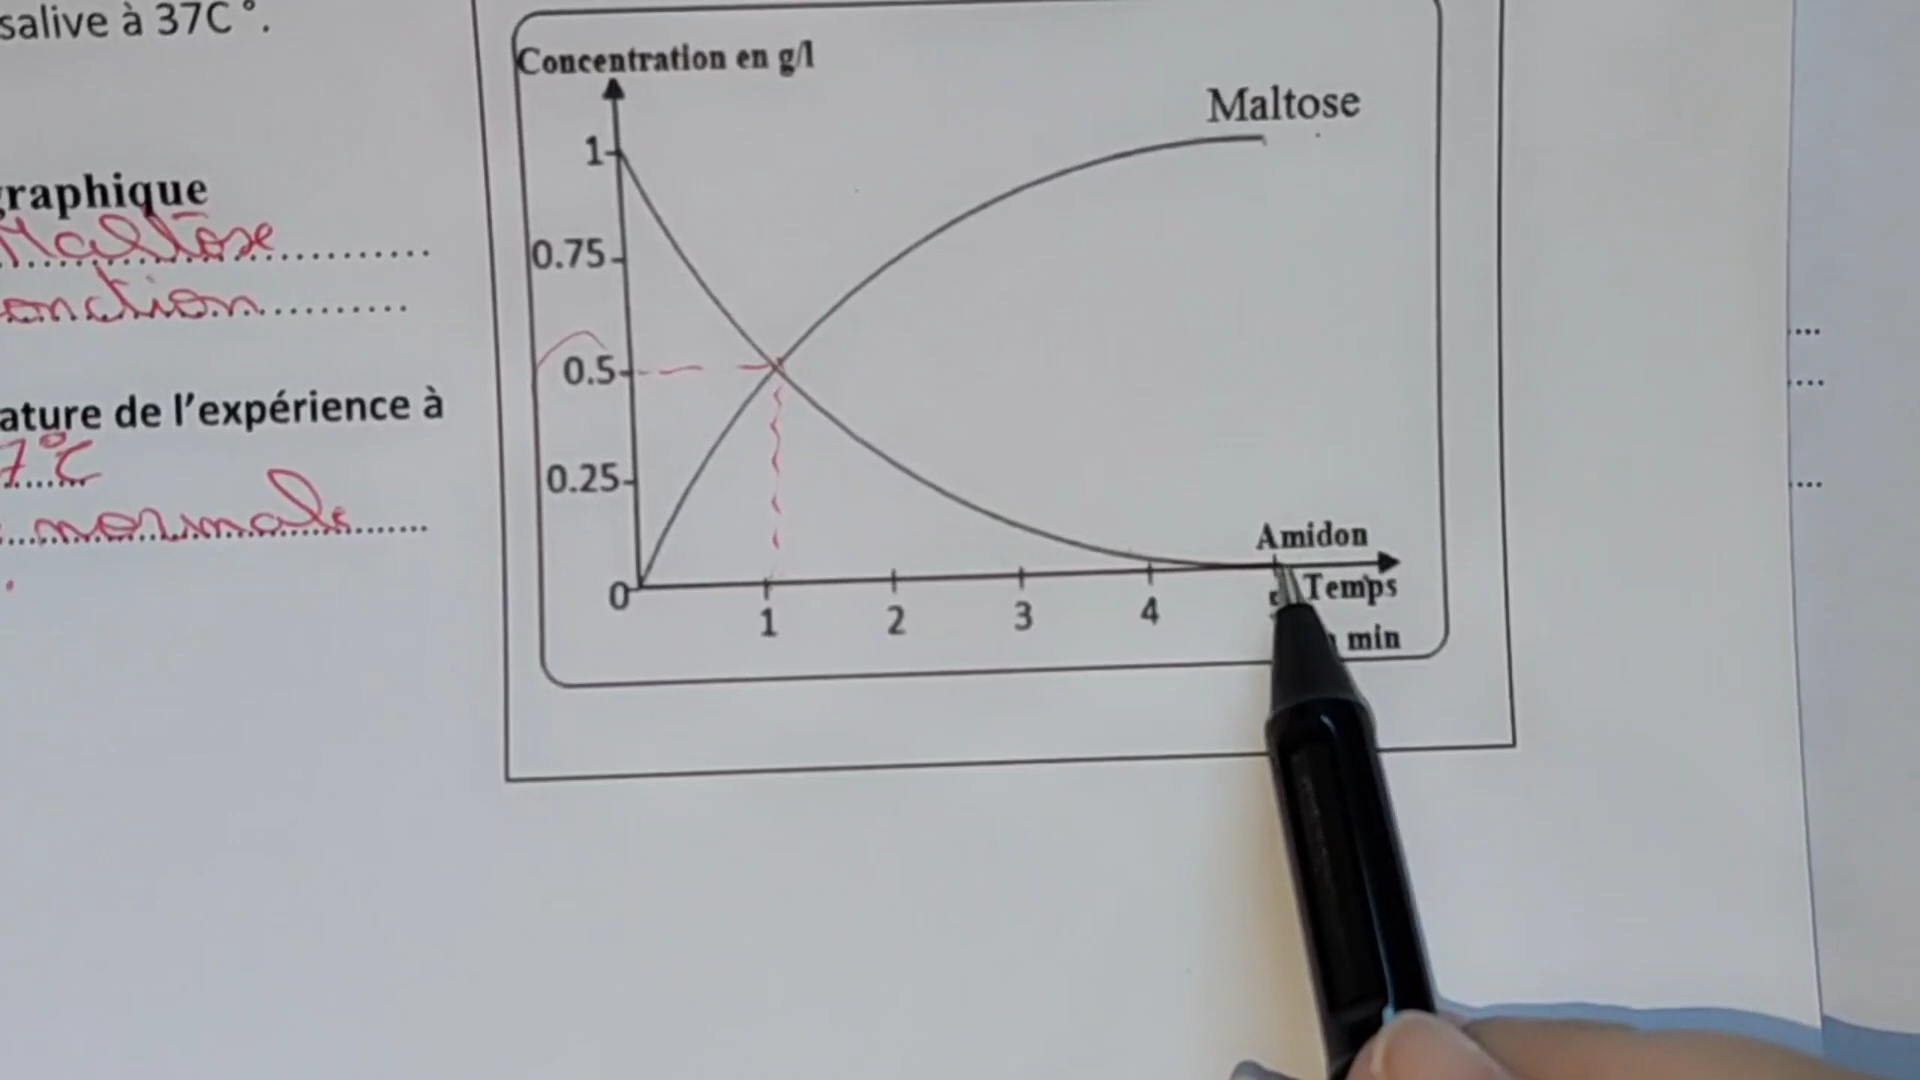 salive à 37C °.
graphique
Maltose
onction
ature de l’expérience à
7°C
normale
Concentration en g/l
Maltose
1
0.75
0.5
0.25
0
Amidon
1
2
3
4
Temps
min